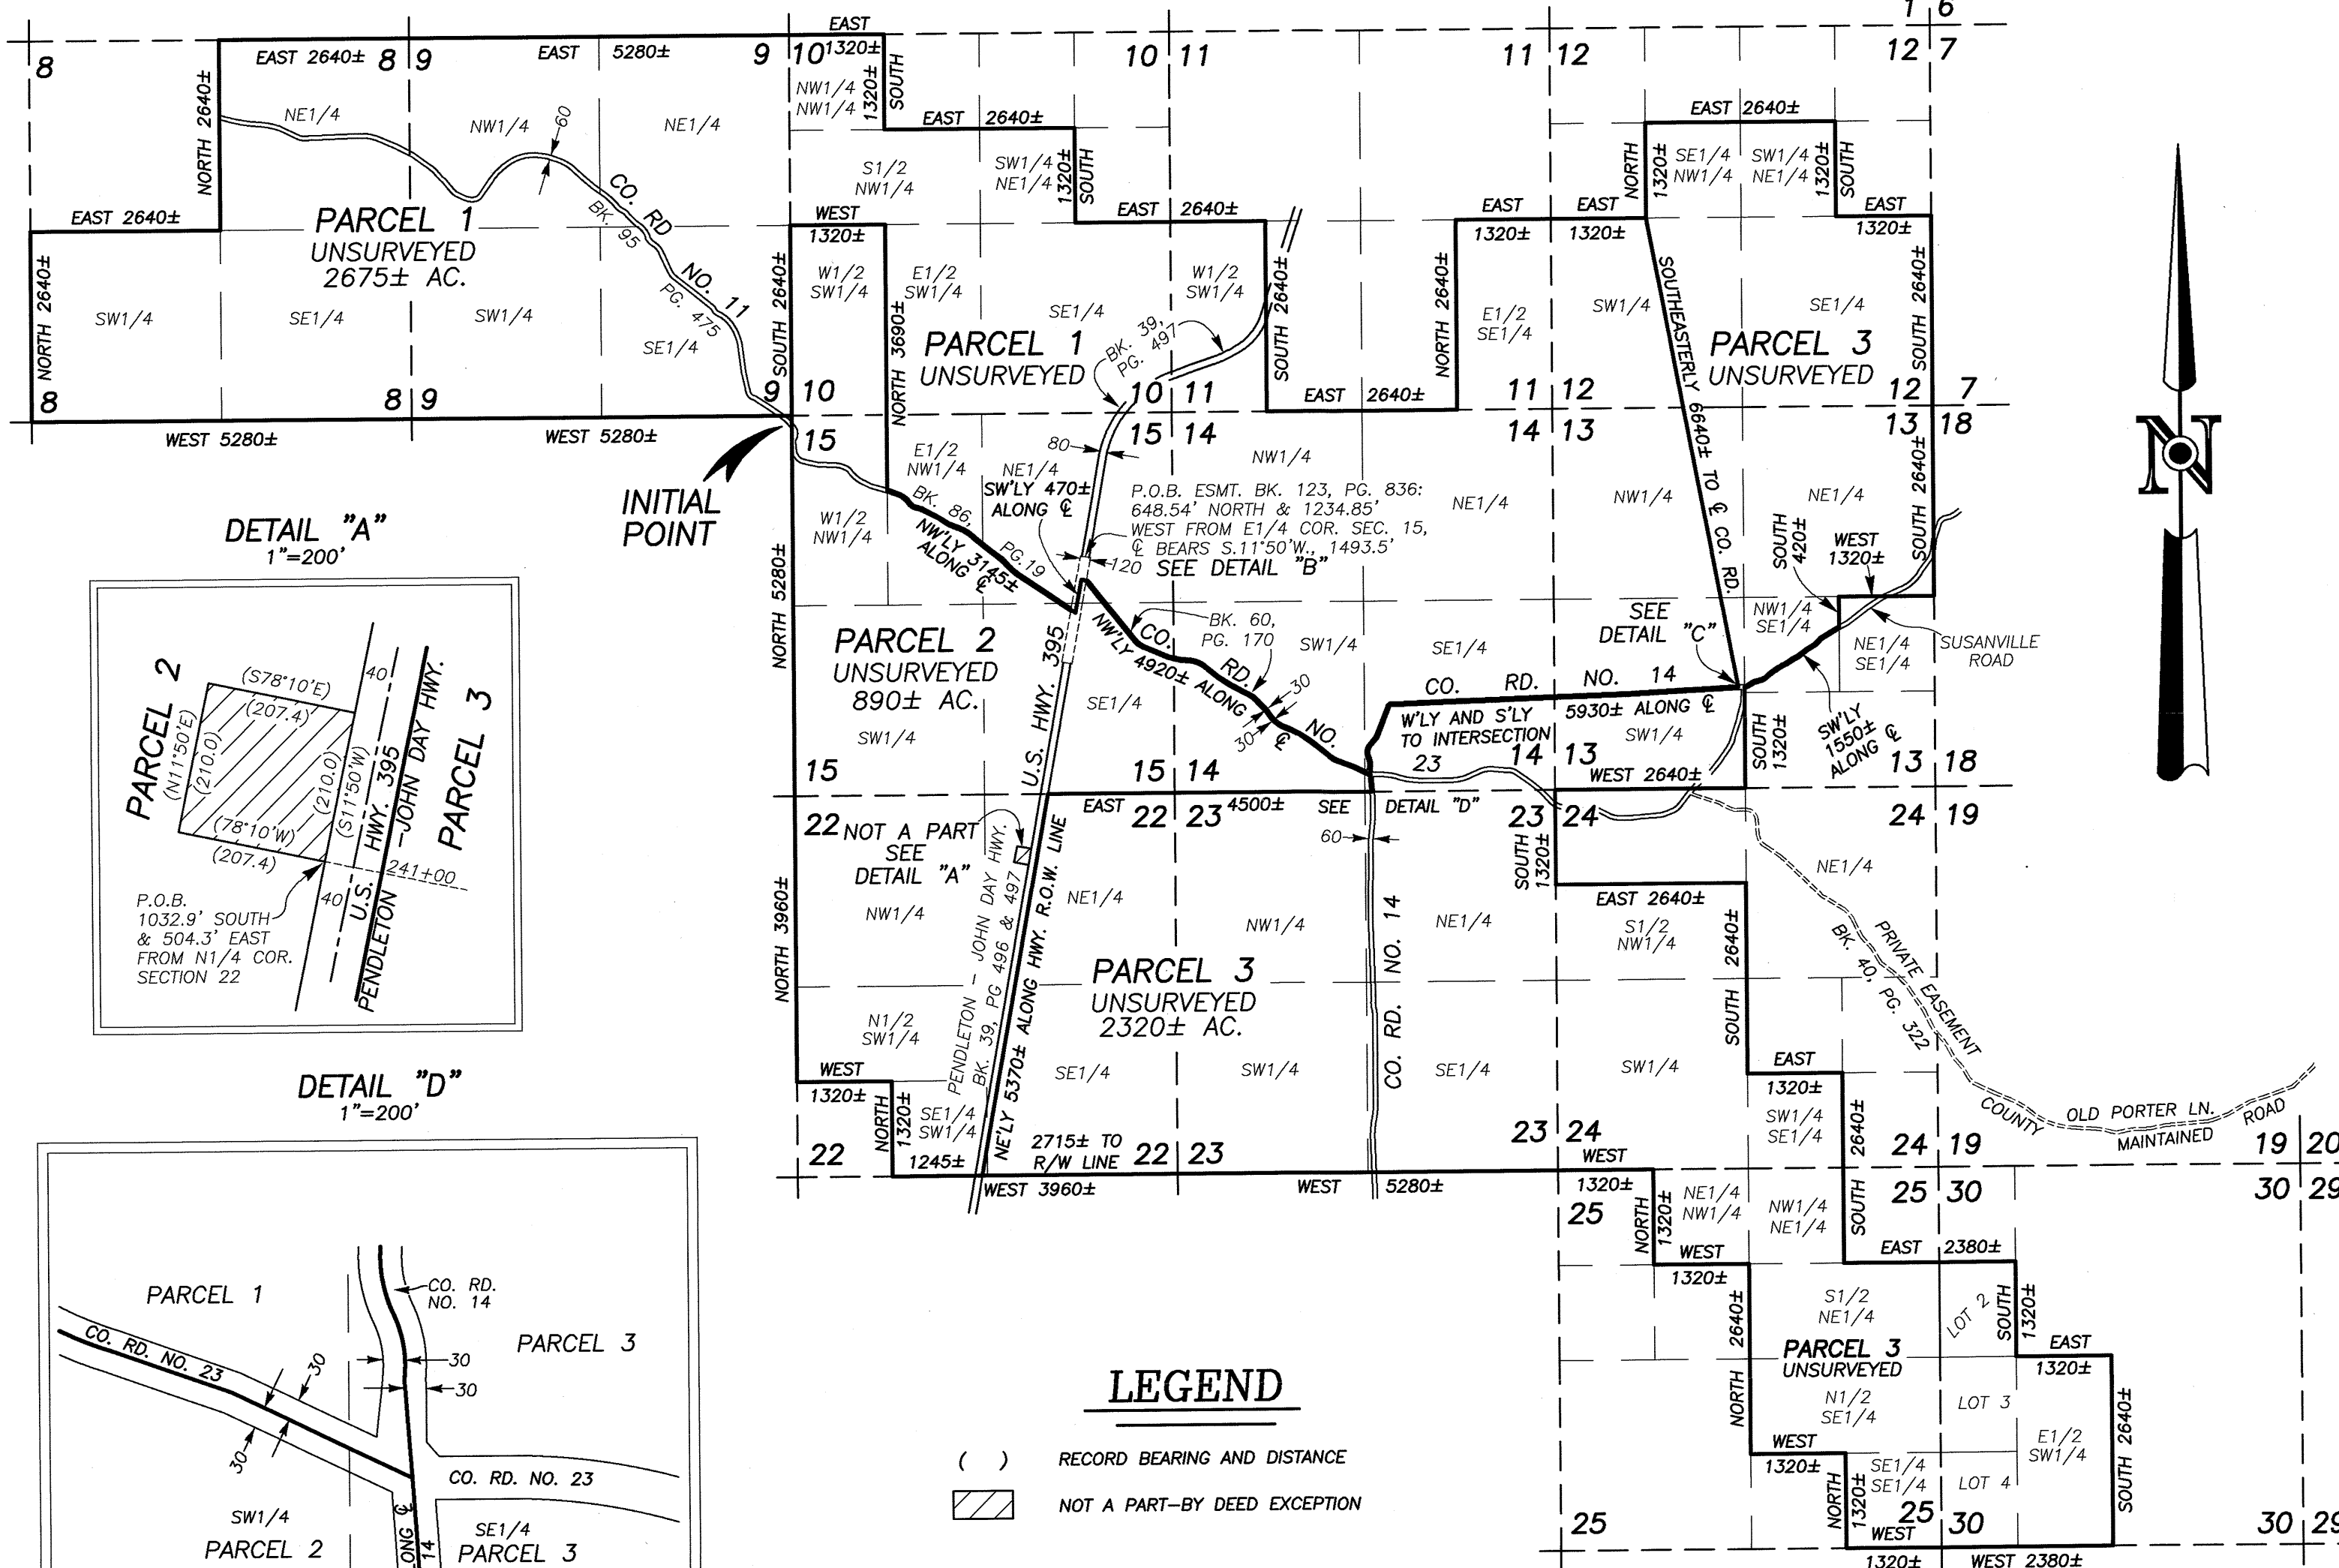 1 6
8
EAST 2640±
8 9
EAST 5280±
9 10
EAST
1320±
1320±
SOUTH
10 11
11 12
12 7
NORTH 2640±
NE1/4
NW1/4
60
NE1/4
NW1/4
NW1/4
EAST 2640±
EAST 2640±
CO. RD
NO. 11
BK. 95
PG. 475
S1/2
NW1/4
SW1/4
NE1/4
1320±
SOUTH
NORTH
1320±
SE1/4
NW1/4
SW1/4
NE1/4
1320±
SOUTH
EAST 2640±
PARCEL 1
UNSURVEYED
2675± AC.
WEST
1320±
EAST 2640±
EAST
1320±
EAST
1320±
EAST
1320±
NORTH 2640±
SW1/4
SE1/4
SW1/4
SE1/4
SOUTH 2640±
W1/2
SW1/4
E1/2
SW1/4
NORTH 3690±
SE1/4
W1/2
SW1/4
SOUTH 2640±
NORTH 2640±
E1/2
SE1/4
SW1/4
SE1/4
SOUTH 2640±
PARCEL 1
UNSURVEYED
BK. 39,
PG. 497
SOUTHEASTERLY 6640± TO ℄ CO. RD.
PARCEL 3
UNSURVEYED
8
8 9
9 10
15
10 11
15 14
EAST 2640±
11 12
14 13
12 7
13 18
WEST 5280±
WEST 5280±
INITIAL
POINT
E1/2
NW1/4
W1/2
NW1/4
80
NE1/4
NW1/4
NE1/4
NW1/4
NE1/4
SOUTH 2640±
SW'LY 470±
ALONG ℄
P.O.B. ESMT. BK. 123, PG. 836:
648.54' NORTH & 1234.85'
WEST FROM E1/4 COR. SEC. 15,
℄ BEARS S.11°50'W., 1493.5'
120
SEE DETAIL "B"
BK. 86,
PG.19
NW'LY 3145±
ALONG ℄
SOUTH
420±
WEST
1320±
NORTH 5280±
PARCEL 2
UNSURVEYED
890± AC.
SW1/4
U.S. HWY. 395
SE1/4
BK. 60,
PG. 170
CO. RD. NO.
NW'LY 4920± ALONG ℄
30
30
SW1/4
SE1/4
SEE
DETAIL "C"
NW1/4
SE1/4
NE1/4
SE1/4
SUSANVILLE
ROAD
CO. RD. NO. 14
5930± ALONG ℄
W'LY AND S'LY
TO INTERSECTION
SW1/4
SOUTH
1320±
SW'LY
1550±
ALONG ℄
23
WEST 2640±
15
22
15 14
22 23
14 13
23 24
13 18
24 19
EAST 4500±
SEE DETAIL "D"
NOT A PART
SEE
DETAIL "A"
60
SOUTH
1320±
EAST 2640±
NE1/4
NORTH 3960±
NW1/4
NE1/4
NW1/4
NE1/4
S1/2
NW1/4
SOUTH 2640±
PENDLETON - JOHN DAY HWY.
BK. 39, PG 496 & 497
NE'LY 5370± ALONG HWY. R.O.W. LINE
PARCEL 3
UNSURVEYED
2320± AC.
CO. RD. NO. 14
PRIVATE EASEMENT
BK. 40, PG. 322
N1/2
SW1/4
SE1/4
SW1/4
SE1/4
SW1/4
EAST
1320±
WEST
1320±
NORTH
1320±
SE1/4
SW1/4
SW1/4
SE1/4
2640±
SOUTH
COUNTY
MAINTAINED
ROAD
OLD PORTER LN.
22
1245±
2715± TO
R/W LINE
22 23
WEST 3960±
WEST 5280±
23 24
25
WEST
1320±
24 19
25 30
19 20
30 29
NORTH
1320±
NE1/4
NW1/4
NW1/4
NE1/4
EAST 2380±
WEST
1320±
S1/2
NE1/4
LOT 2
SOUTH
1320±
NORTH 2640±
PARCEL 3
UNSURVEYED
EAST
1320±
N1/2
SE1/4
LOT 3
E1/2
SW1/4
SOUTH 2640±
WEST
1320±
NORTH
1320±
SE1/4
SE1/4
LOT 4
25
25 30
30 29
WEST
1320±
WEST 2380±
N
DETAIL "A"
1"=200'
PARCEL 2
(S78°10'E)
(207.4)
(N11°50'E)
(210.0)
(210.0)
(S11°50'W)
(78°10'W)
(207.4)
40
40
U.S. HWY. 395
PENDLETON -JOHN DAY HWY.
PARCEL 3
241+00
P.O.B.
1032.9' SOUTH
& 504.3' EAST
FROM N1/4 COR.
SECTION 22
DETAIL "D"
1"=200'
PARCEL 1
CO. RD.
NO. 14
PARCEL 3
CO. RD. NO. 23
30
30
30
30
CO. RD. NO. 23
SW1/4
PARCEL 2
SE1/4
PARCEL 3
14
LEGEND
( ) RECORD BEARING AND DISTANCE
NOT A PART-BY DEED EXCEPTION